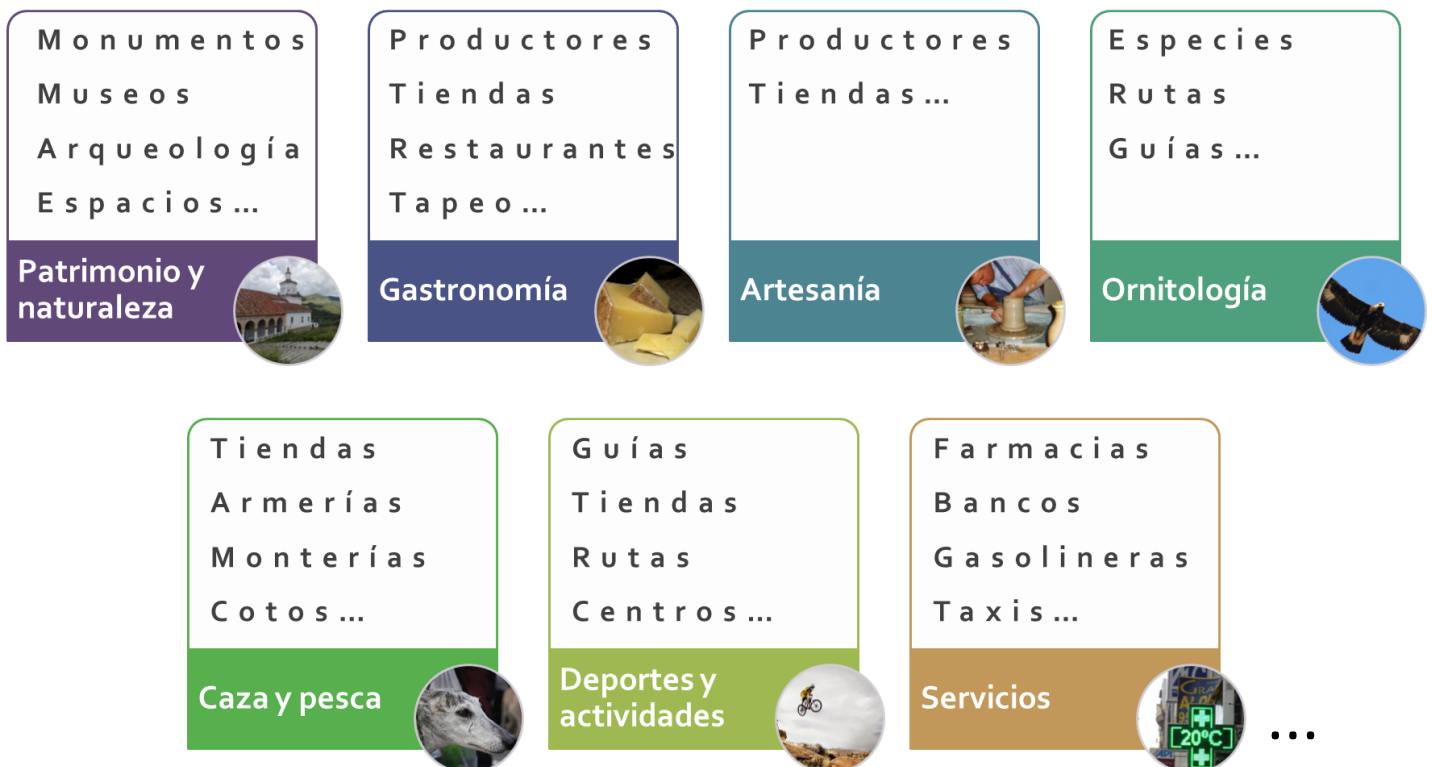 Monumentos
Museos
Arqueología
Espacios...
Patrimonio y
naturaleza
Productores
Tiendas
Restaurantes
Tapeo...
Gastronomía
Productores
Tiendas...
Artesanía
Especies
Rutas
Guías...
Ornitología
Tiendas
Armerías
Monterías
Cotos...
Caza y pesca
Guías
Tiendas
Rutas
Centros...
Deportes y
actividades
Farmacias
Bancos
Gasolineras
Taxis...
Servicios
20ºC
...